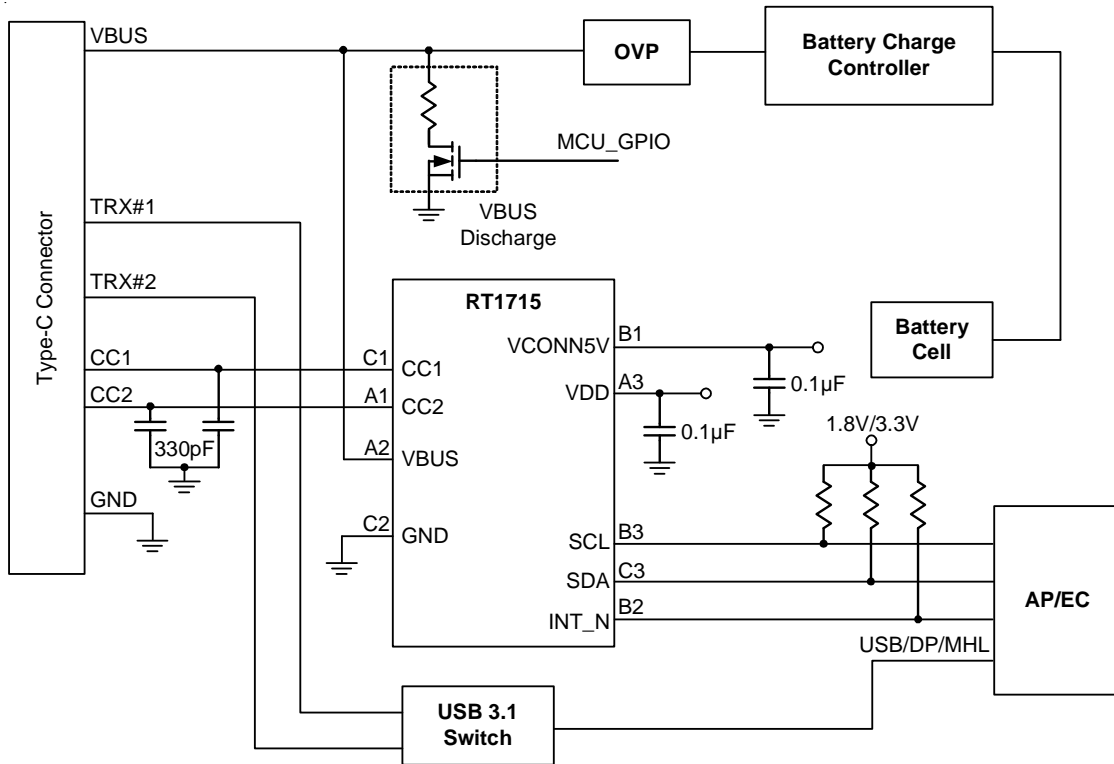 VBUS
OVP
Battery Charge
Controller
MCU_GPIO
VBUS
Discharge
Type-C Connector
TRX#1
TRX#2
CC1
CC2
330pF
GND
RT1715
C1
CC1
A1
CC2
A2
VBUS
C2
GND
VCONN5V
B1
VDD
A3
SCL
B3
SDA
C3
INT_N
B2
0.1µF
0.1µF
Battery
Cell
1.8V/3.3V
AP/EC
USB/DP/MHL
USB 3.1
Switch